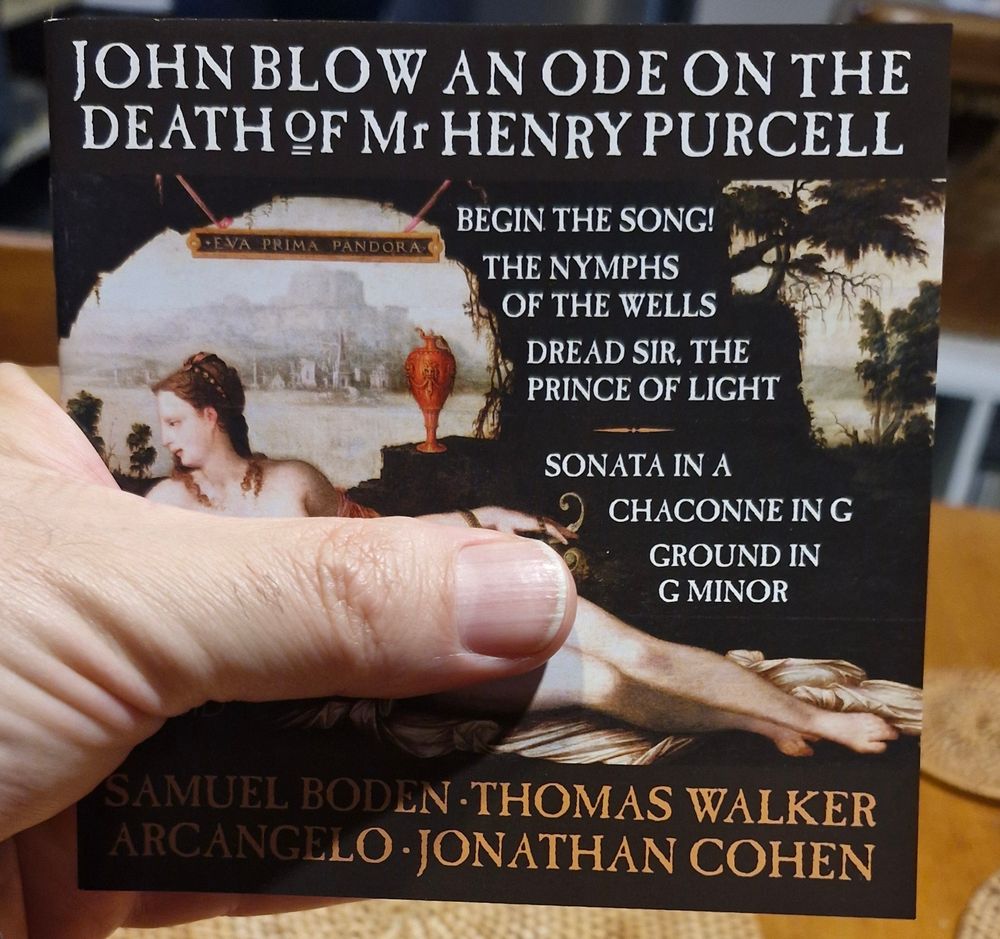 JOHN BLOW AN ODE ON THE
DEATH OF Mr HENRY PURCELL
·EVA PRIMA PANDORA·
BEGIN THE SONG!
THE NYMPHS
OF THE WELLS
DREAD SIR, THE
PRINCE OF LIGHT
SONATA IN A
CHACONNE IN G
GROUND IN
G MINOR
SAMUEL BODEN · THOMAS WALKER
ARCANGELO · JONATHAN COHEN